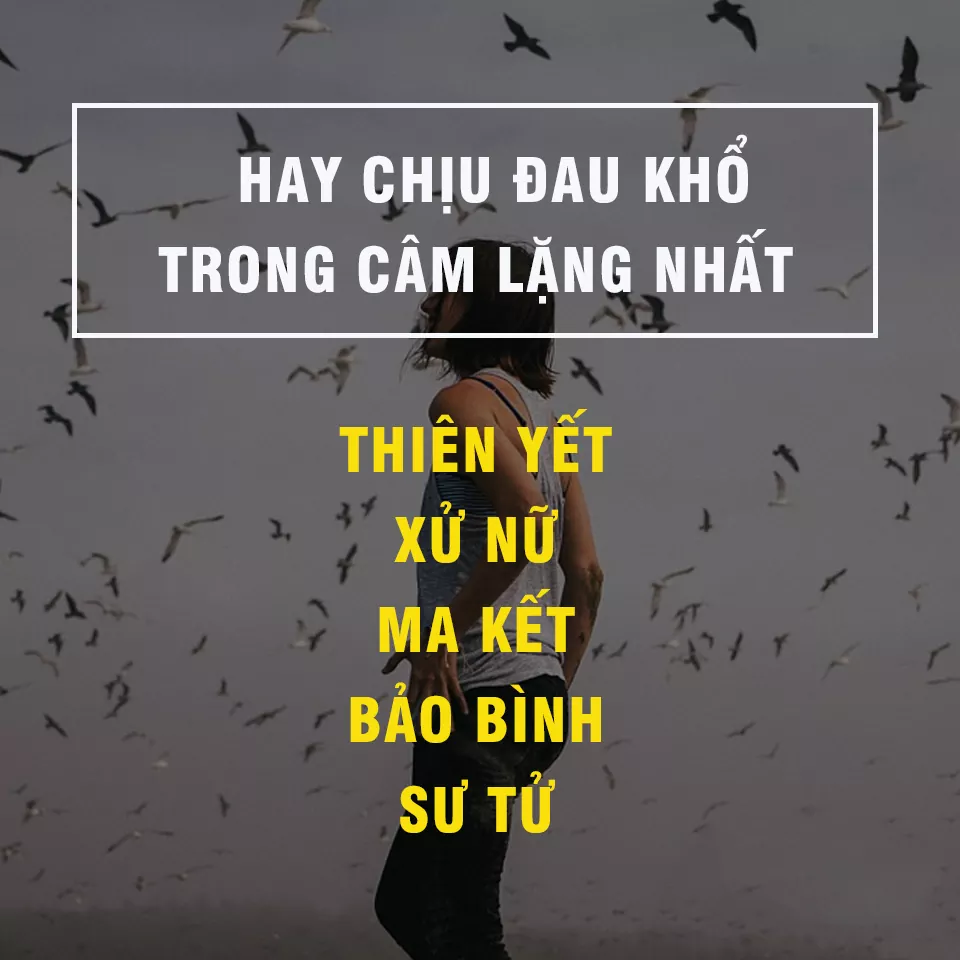 HAY CHỊU ĐAU KHỔ
TRONG CÂM LẶNG NHẤT
THIÊN YẾT
XỬ NỮ
MA KẾT
BẢO BÌNH
SƯ TỬ